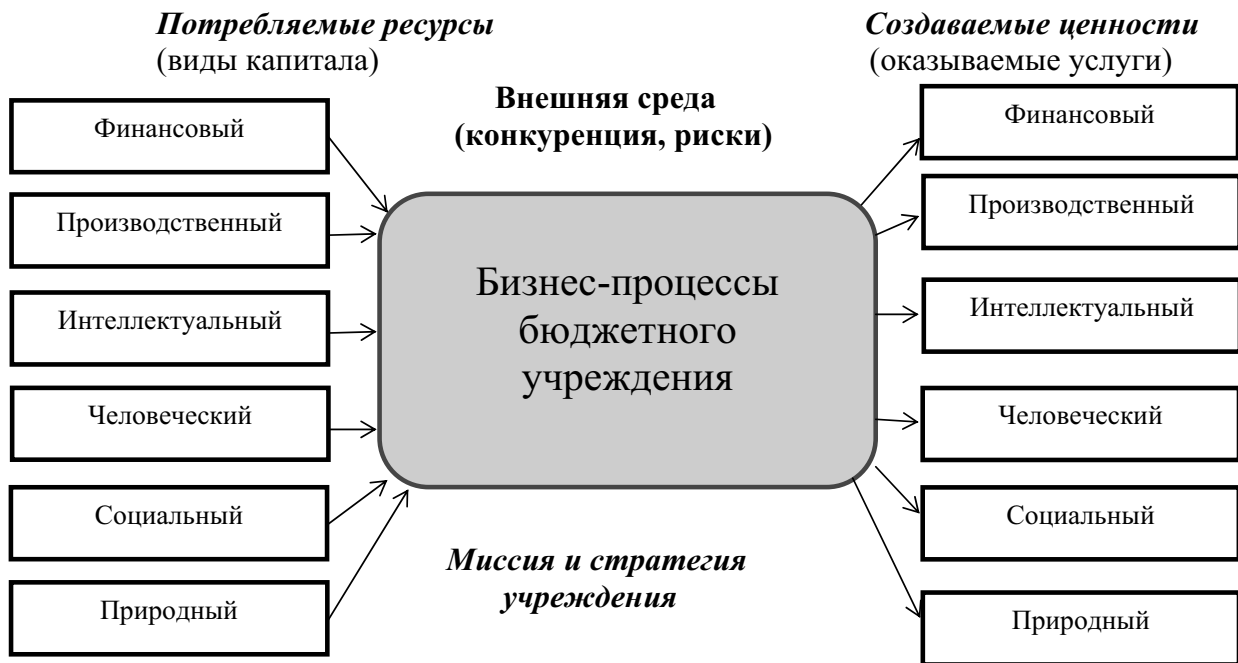 Потребляемые ресурсы
(виды капитала)
Финансовый
Производственный
Интеллектуальный
Человеческий
Социальный
Природный
Внешняя среда
(конкуренция, риски)
Бизнес-процессы
бюджетного
учреждения
Миссия и стратегия
учреждения
Создаваемые ценности
(оказываемые услуги)
Финансовый
Производственный
Интеллектуальный
Человеческий
Социальный
Природный